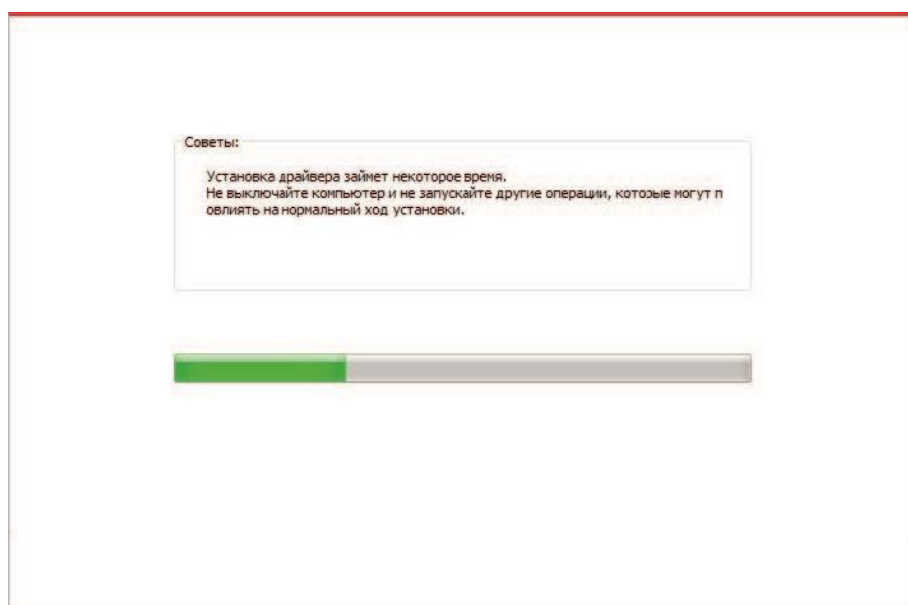 Советы:
Установка драйвера займет некоторое время.
Не выключайте компьютер и не запускайте другие операции, которые могут п
овлиять на нормальный ход установки.